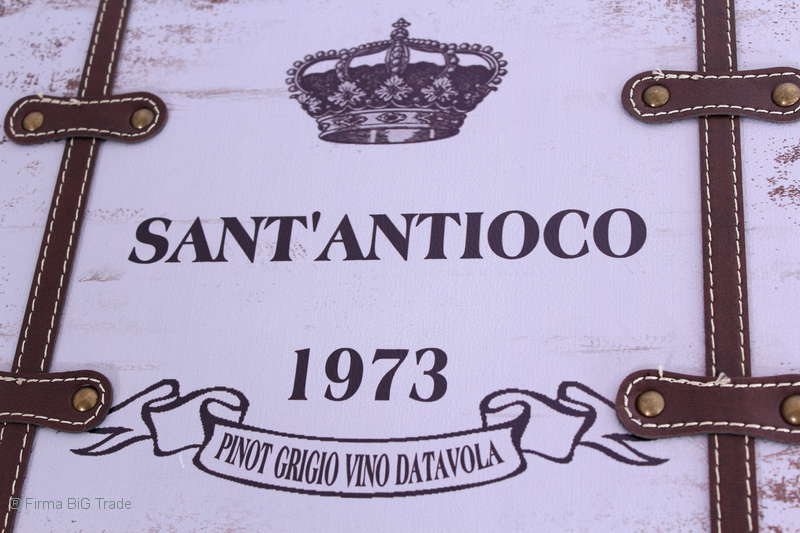 SANT'ANTIOCO
1973
PINOT GRIGIO VINO DATAVOLA
© Firma BiG Trade